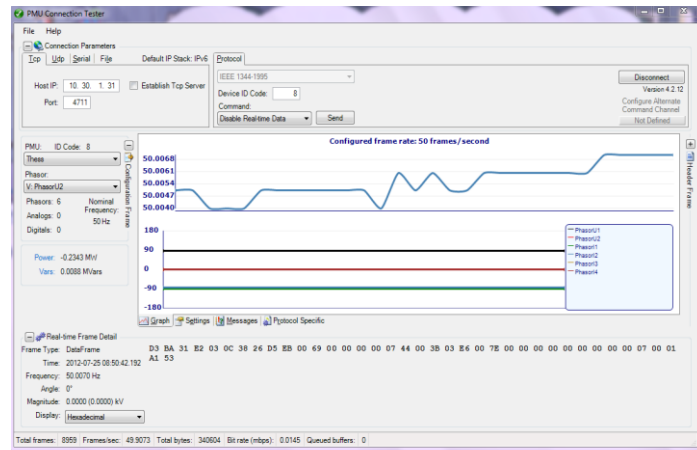 PMU Connection Tester
File Help
Connection Parameters
Tcp Udp Serial File Default IP Stack: IPv6 Protocol
Host IP: 10. 30. 1. 31
Port: 4711
Establish Tcp Server
IEEE 1344-1995
Device ID Code: 8
Command:
Disable Real-time Data Send
Disconnect
Version 4.2.12
Configure Alternate
Command Channel
Not Defined
PMU: ID Code: 8
Thess
Phasor:
V: PhasorU2
Phasors: 6 Nominal
Analogs: 0 Frequency:
Digitals: 0 50 Hz
Power: -0.2343 MW
Vars: 0.0088 MVars
Configuration Frame
Configured frame rate: 50 frames/second
50.0068
50.0061
50.0054
50.0047
50.0040
180
90
0
-90
-180
PhasorU1
PhasorU2
PhasorI1
PhasorI2
PhasorI3
PhasorI4
Header Frame
Graph Settings Messages Protocol Specific
Real-time Frame Detail
Frame Type: DataFrame
Time: 2012-07-25 08:50:42.192
Frequency: 50.0070 Hz
Angle: 0°
Magnitude: 0.0000 (0.0000) kV
Display: Hexadecimal
D3 BA 31 E2 03 0C 38 26 D5 EB 00 69 00 00 00 00 07 44 00 3B 03 E6 00 7E 00 00 00 00 00 00 00 00 00 07 00 01
A1 53
Total frames: 8959 Frames/sec: 49.9073 Total bytes: 340604 Bit rate (mbps): 0.0145 Queued buffers: 0